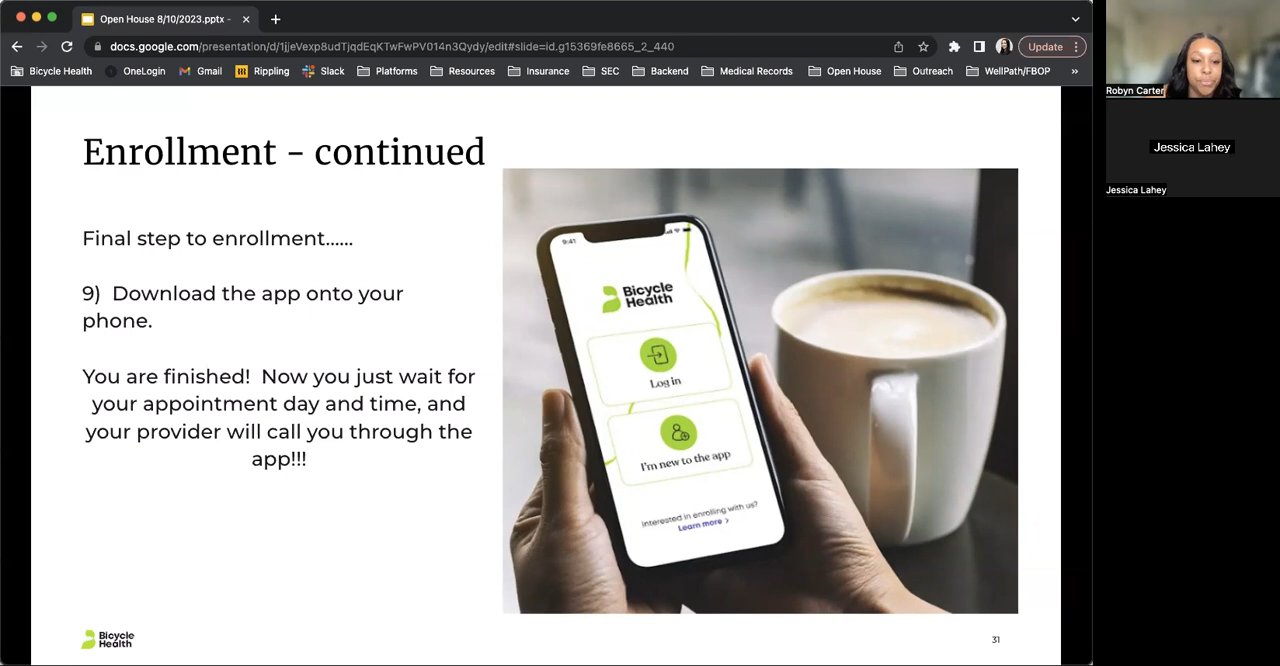 Open House 8/10/2023.pptx -
docs.google.com/presentation/d/1jjeVexp8udTjqdEqKTwFwPV014n3Qydy/edit#slide=id.g15369fe8665_2_440
Update
Bicycle Health
OneLogin
Gmail
Rippling
Slack
Platforms
Resources
Insurance
SEC
Backend
Medical Records
Open House
Outreach
WellPath/FBOP
»
Enrollment - continued
Final step to enrollment......
9) Download the app onto your
phone.
You are finished! Now you just wait for
your appointment day and time, and
your provider will call you through the
app!!!
9:41
Bicycle
Health
Log in
I'm new to the app
Interested in enrolling with us?
Learn more >
Bicycle
Health
31
Robyn Carter
Jessica Lahey
Jessica Lahey